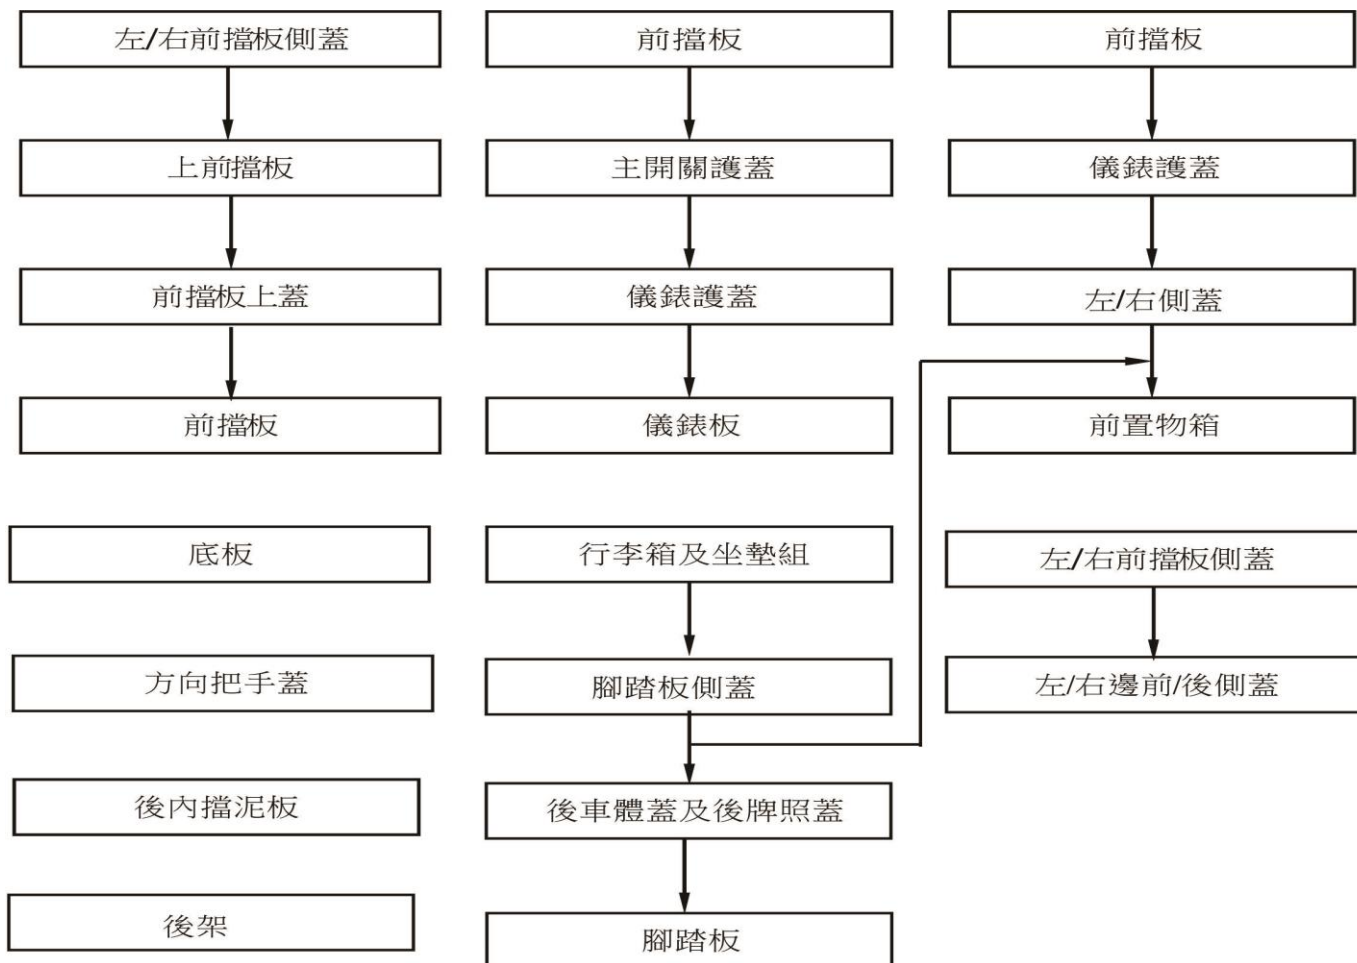 左/右前擋板側蓋
前擋板
前擋板
上前擋板
主開關護蓋
儀錶護蓋
前擋板上蓋
儀錶護蓋
左/右側蓋
前擋板
儀錶板
前置物箱
底板
行李箱及坐墊組
左/右前擋板側蓋
方向把手蓋
腳踏板側蓋
左/右邊前/後側蓋
後內擋泥板
後車體蓋及後牌照蓋
後架
腳踏板